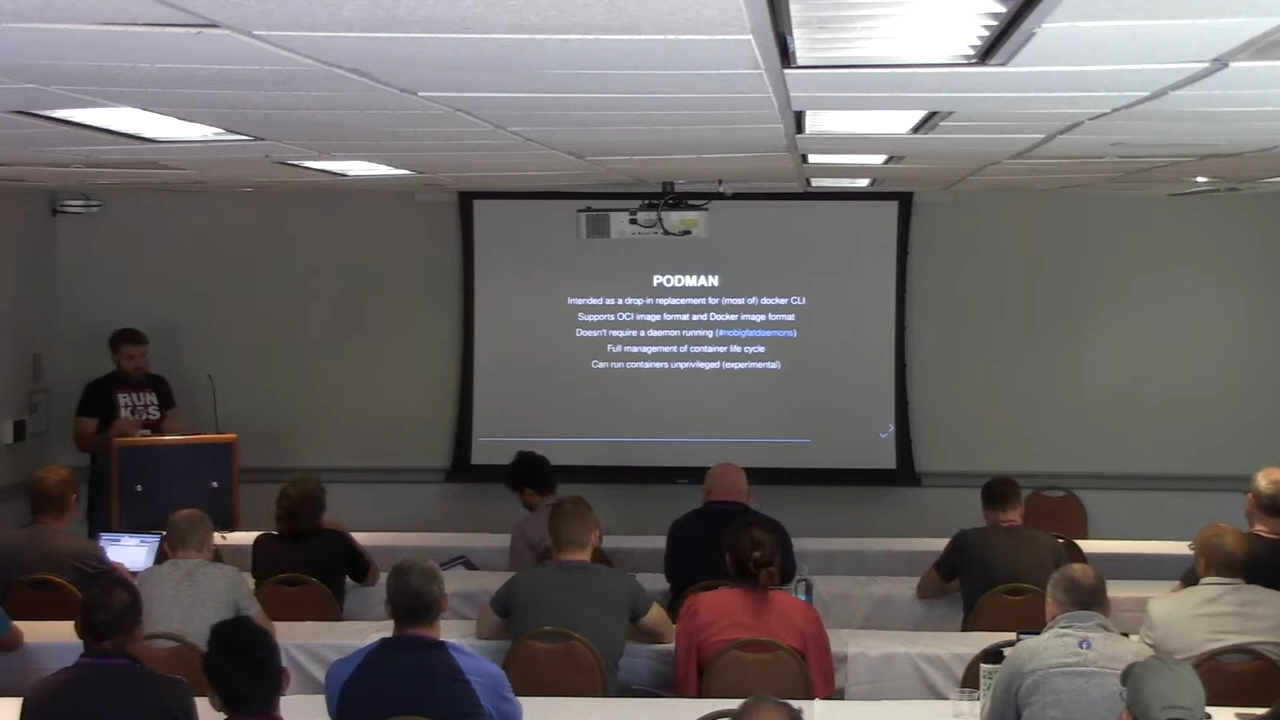 PODMAN
Intended as a drop-in replacement for (most of) docker CLI
Supports OCI image format and Docker image format
Doesn't require a daemon running (#nobigfatdaemons)
Full management of container life cycle
Can run containers unprivileged (experimental)
RUN
K8S